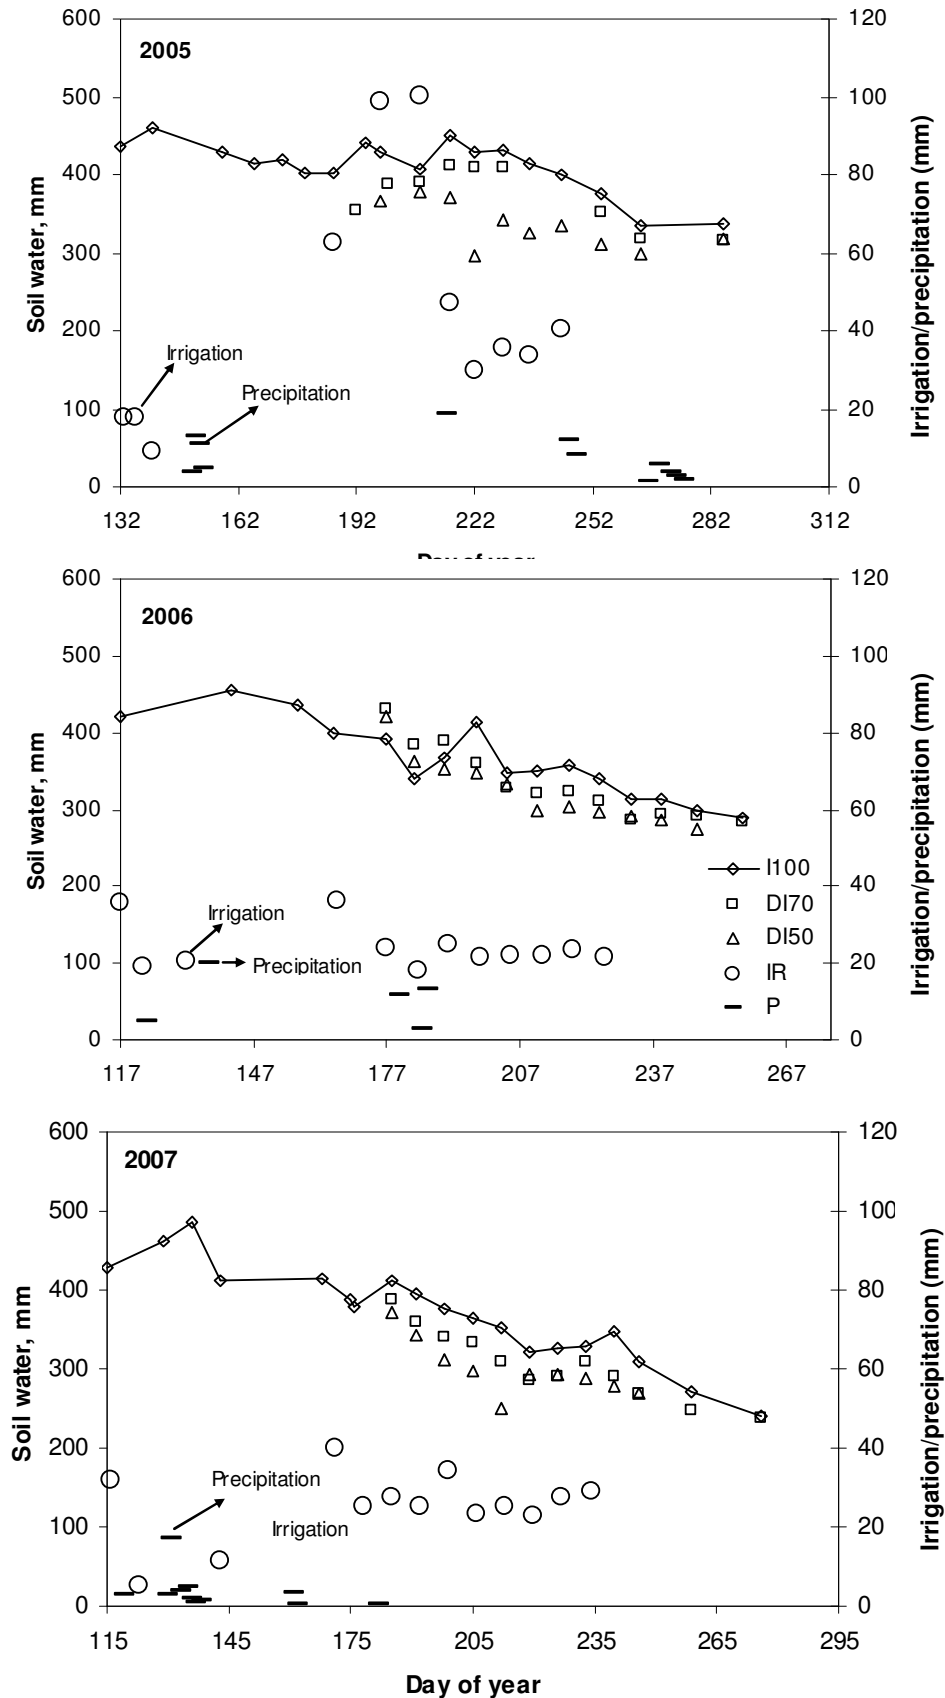 600
500
400
300
200
100
0
Soil water, mm
2005
Irrigation
Precipitation
120
100
80
60
40
20
0
Irrigation/precipitation (mm)
132 162 192 222 252 282 312
Day of year
600
500
400
300
200
100
0
Soil water, mm
2006
Irrigation
Precipitation
I100
DI70
DI50
IR
P
120
100
80
60
40
20
0
Irrigation/precipitation (mm)
117 147 177 207 237 267
600
500
400
300
200
100
0
Soil water, mm
2007
Precipitation
Irrigation
120
100
80
60
40
20
0
Irrigation/precipitation (mm)
115 145 175 205 235 265 295
Day of year